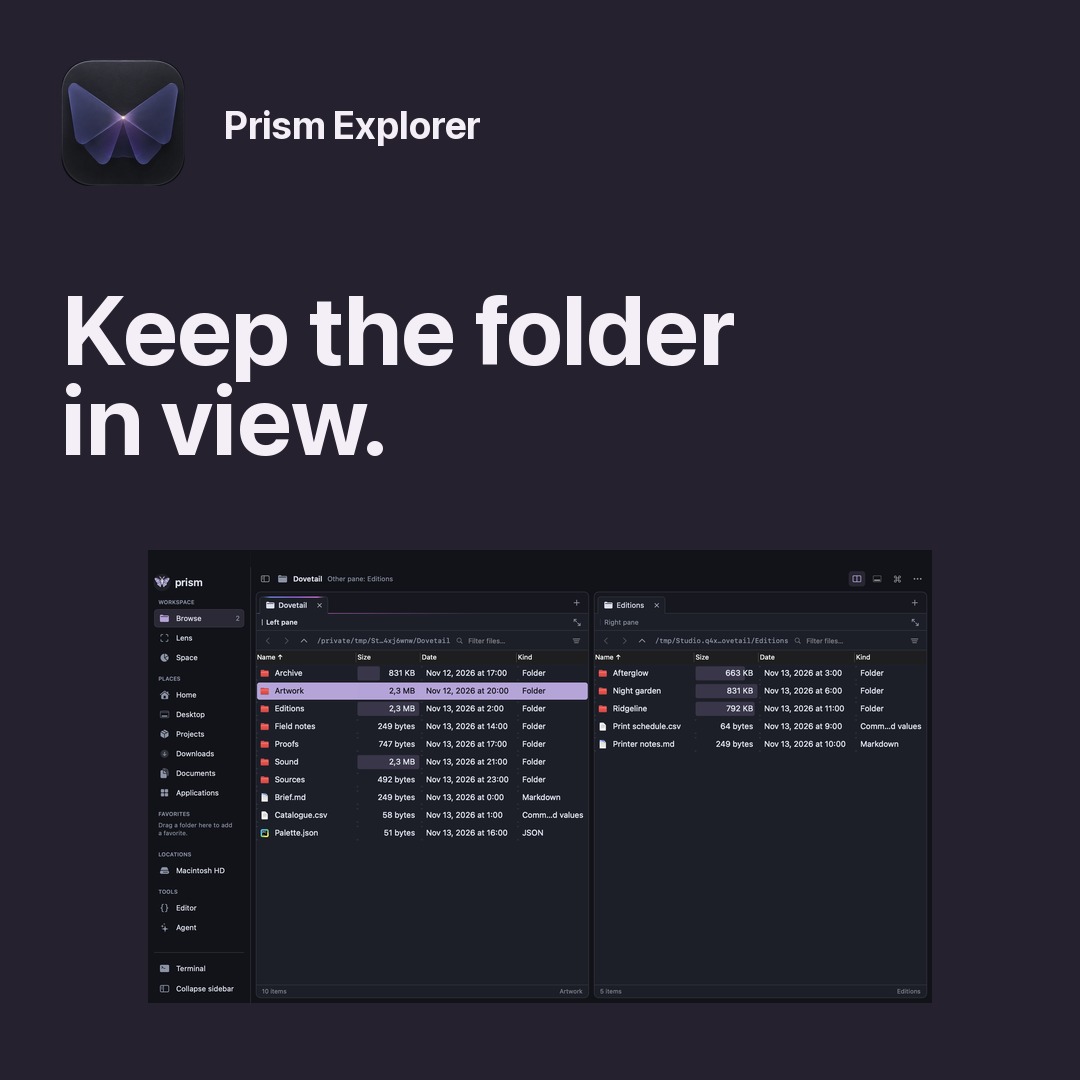 Prism Explorer
Keep the folder
in view.
prism
WORKSPACE
Browse 2
Lens
Space
PLACES
Home
Desktop
Projects
Downloads
Documents
Applications
FAVORITES
Drag a folder here to add
a favorite.
LOCATIONS
Macintosh HD
TOOLS
Editor
Agent
Terminal
Collapse sidebar
Dovetail Other pane: Editions
Dovetail
Left pane
/private/tmp/St…4xj6wnw/Dovetail Filter files...
Name ↑ Size Date Kind
Archive 831 KB Nov 12, 2026 at 17:00 Folder
Artwork 2,3 MB Nov 12, 2026 at 20:00 Folder
Editions 2,3 MB Nov 13, 2026 at 2:00 Folder
Field notes 249 bytes Nov 13, 2026 at 14:00 Folder
Proofs 747 bytes Nov 13, 2026 at 17:00 Folder
Sound 2,3 MB Nov 13, 2026 at 21:00 Folder
Sources 492 bytes Nov 13, 2026 at 23:00 Folder
Brief.md 249 bytes Nov 13, 2026 at 0:00 Markdown
Catalogue.csv 58 bytes Nov 13, 2026 at 1:00 Comm…d values
Palette.json 51 bytes Nov 13, 2026 at 16:00 JSON
10 items Artwork
Editions
Right pane
/tmp/Studio.q4x…ovetail/Editions Filter files...
Name ↑ Size Date Kind
Afterglow 663 KB Nov 13, 2026 at 3:00 Folder
Night garden 831 KB Nov 13, 2026 at 6:00 Folder
Ridgeline 792 KB Nov 13, 2026 at 11:00 Folder
Print schedule.csv 64 bytes Nov 13, 2026 at 9:00 Comm…d values
Printer notes.md 249 bytes Nov 13, 2026 at 10:00 Markdown
5 items Editions